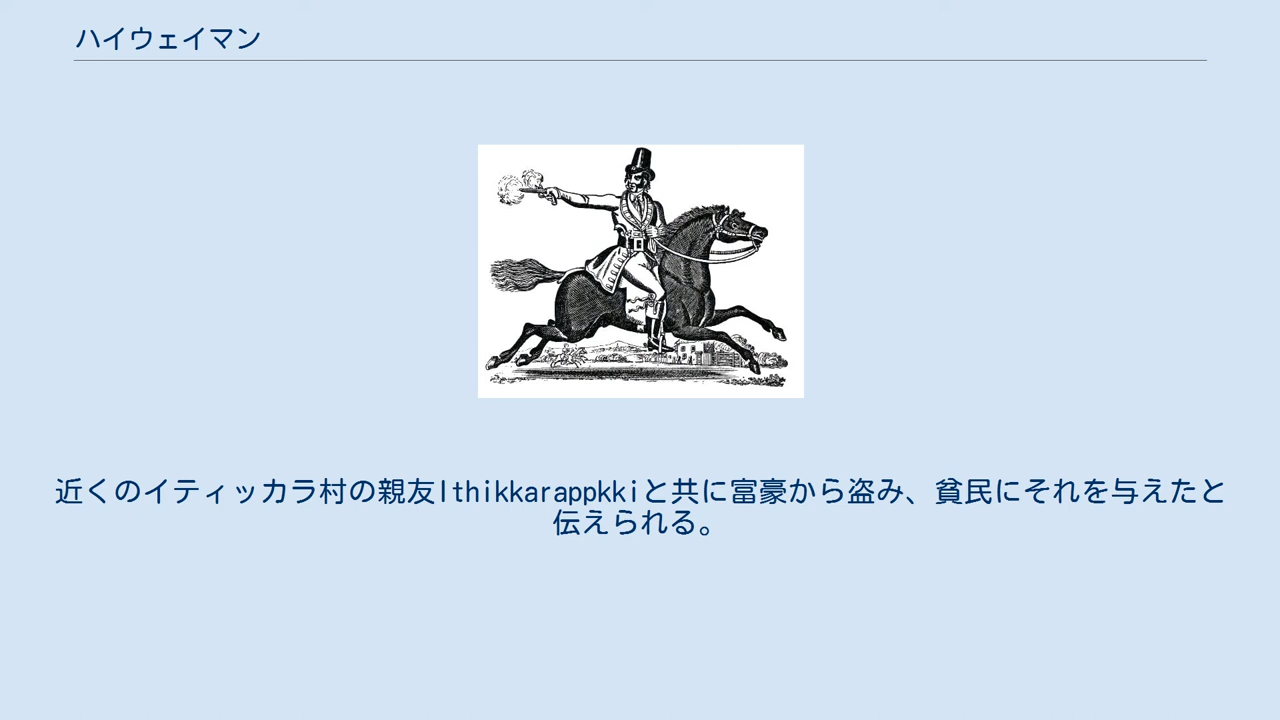 ハイウェイマン
近くのイティッカラ村の親友Ithikkarappkkiと共に富豪から盗み、貧民にそれを与えたと
伝えられる。